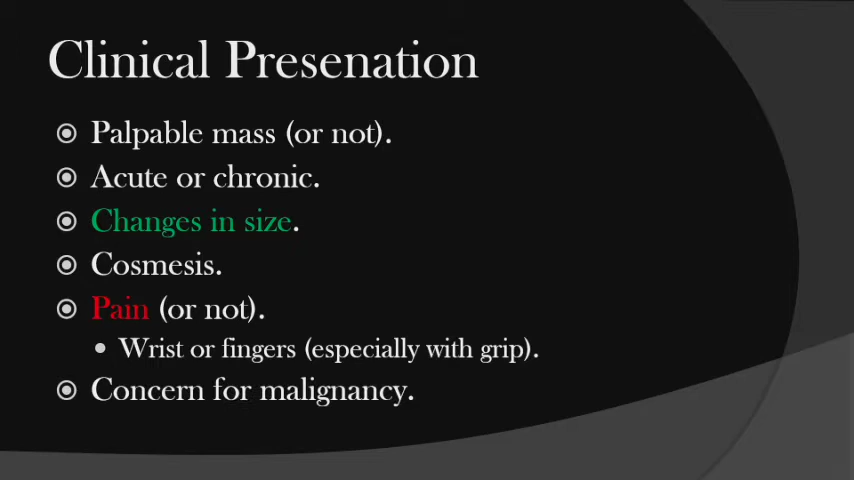 Clinical Presenation
Palpable mass (or not).
Acute or chronic.
Changes in size.
Cosmesis.
Pain (or not).
Wrist or fingers (especially with grip).
Concern for malignancy.